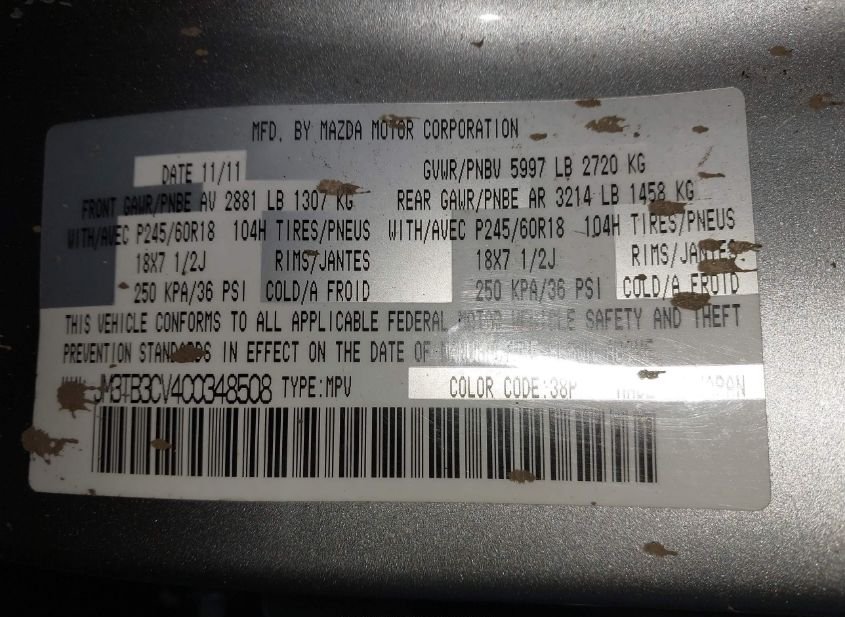 MFD. BY MAZDA MOTOR CORPORATION
DATE 11/11 GVWR/PNBV 5997 LB 2720 KG
FRONT GAWR/PNBE AV 2881 LB 1307 KG REAR GAWR/PNBE AR 3214 LB 1458 KG
WITH/AVEC P245/60R18 104H TIRES/PNEUS WITH/AVEC P245/60R18 104H TIRES/PNEUS
18X7 1/2J RIMS/JANTES 18X7 1/2J RIMS/JANTES
250 KPA/36 PSI COLD/A FROID 250 KPA/36 PSI COLD/A FROID
THIS VEHICLE CONFORMS TO ALL APPLICABLE FEDERAL MOTOR VEHICLE SAFETY AND THEFT
PREVENTION STANDARDS IN EFFECT ON THE DATE OF
JM3TB3CV4C0348508 TYPE:MPV COLOR CODE:38P JAPAN